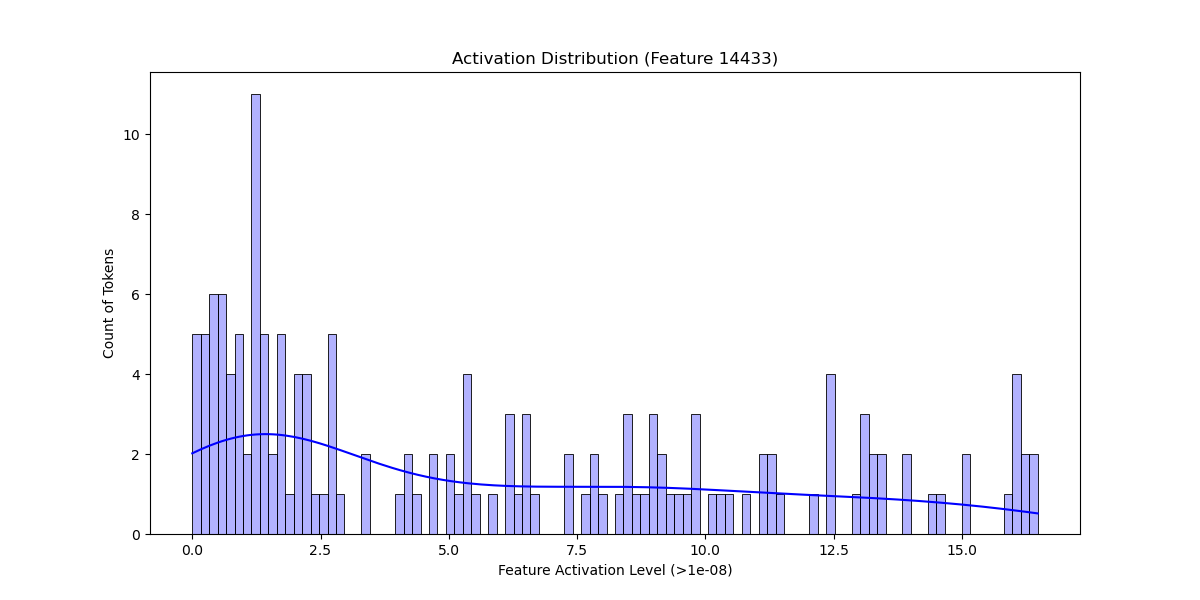 Activation Distribution (Feature 14433)
Count of Tokens
10
8
6
4
2
0
0.0 2.5 5.0 7.5 10.0 12.5 15.0
Feature Activation Level (>1e-08)